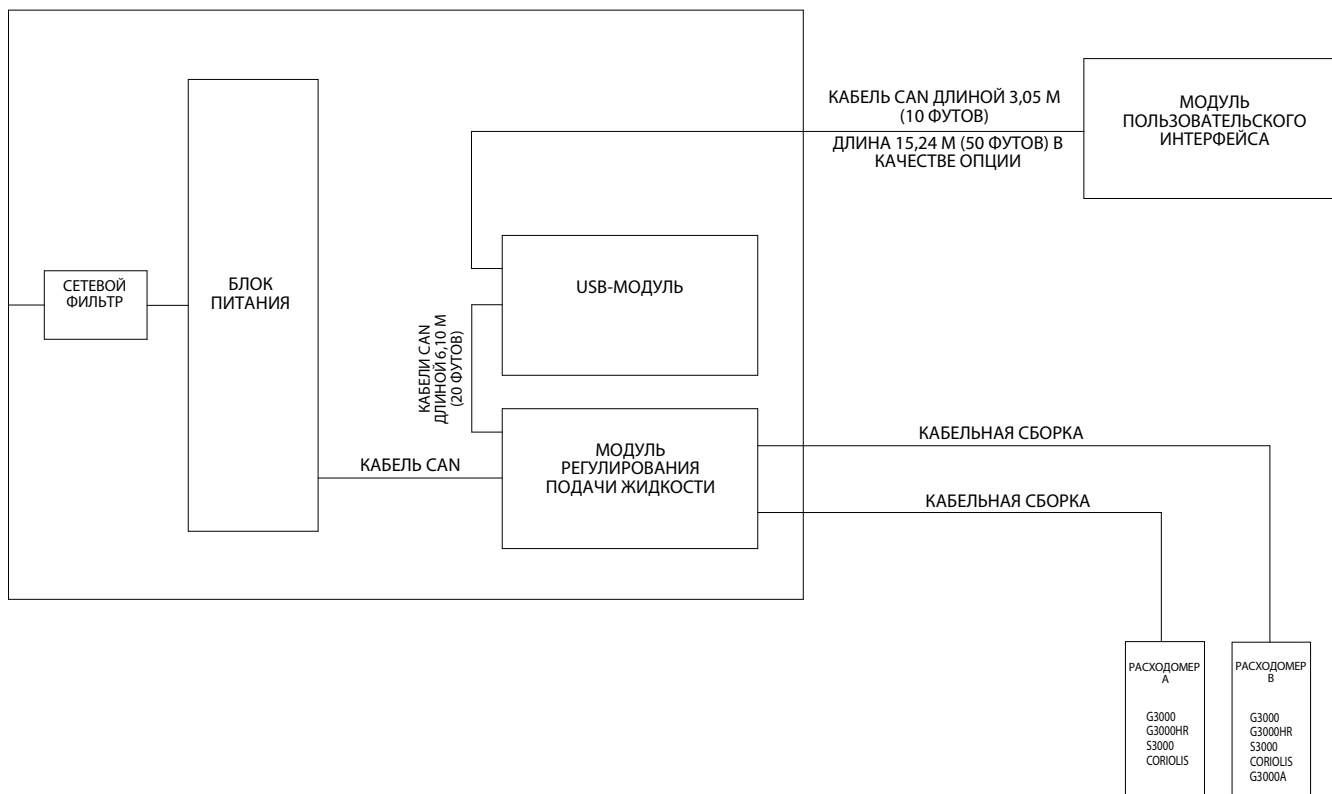 КАБЕЛЬ CAN ДЛИНОЙ 3,05 М
(10 ФУТОВ)
ДЛИНА 15,24 М (50 ФУТОВ) В
КАЧЕСТВЕ ОПЦИИ
МОДУЛЬ
ПОЛЬЗОВАТЕЛЬСКОГО
ИНТЕРФЕЙСА
СЕТЕВОЙ
ФИЛЬТР
БЛОК
ПИТАНИЯ
USB-МОДУЛЬ
КАБЕЛИ CAN
ДЛИНОЙ 6,10 М
(20 ФУТОВ)
КАБЕЛЬ CAN
МОДУЛЬ
РЕГУЛИРОВАНИЯ
ПОДАЧИ ЖИДКОСТИ
КАБЕЛЬНАЯ СБОРКА
КАБЕЛЬНАЯ СБОРКА
РАСХОДОМЕР
A
G3000
G3000HR
S3000
CORIOLIS
РАСХОДОМЕР
B
G3000
G3000HR
S3000
CORIOLIS
G3000A